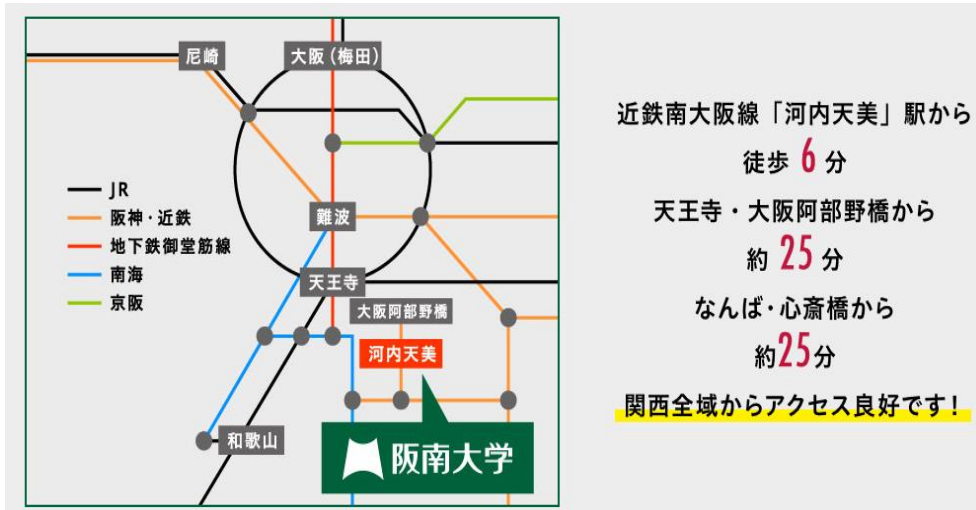 尼崎
大阪(梅田)
JR
阪神・近鉄
地下鉄御堂筋線
南海
京阪
難波
天王寺
大阪阿部野橋
河内天美
和歌山
阪南大学
近鉄南大阪線「河内天美」駅から
徒歩 6 分
天王寺・大阪阿部野橋から
約 25 分
なんば・心斎橋から
約25分
関西全域からアクセス良好です!